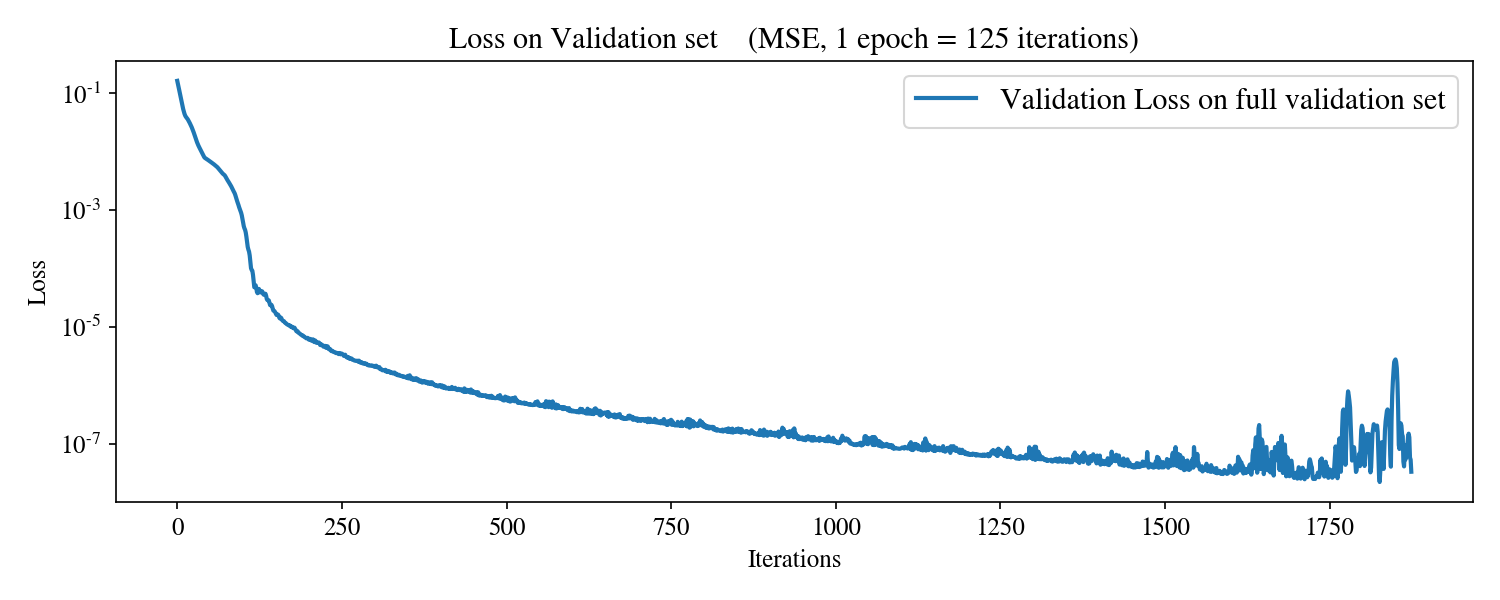 Loss on Validation set (MSE, 1 epoch = 125 iterations)
Validation Loss on full validation set
Loss
10⁻¹
10⁻³
10⁻⁵
10⁻⁷
0 250 500 750 1000 1250 1500 1750
Iterations